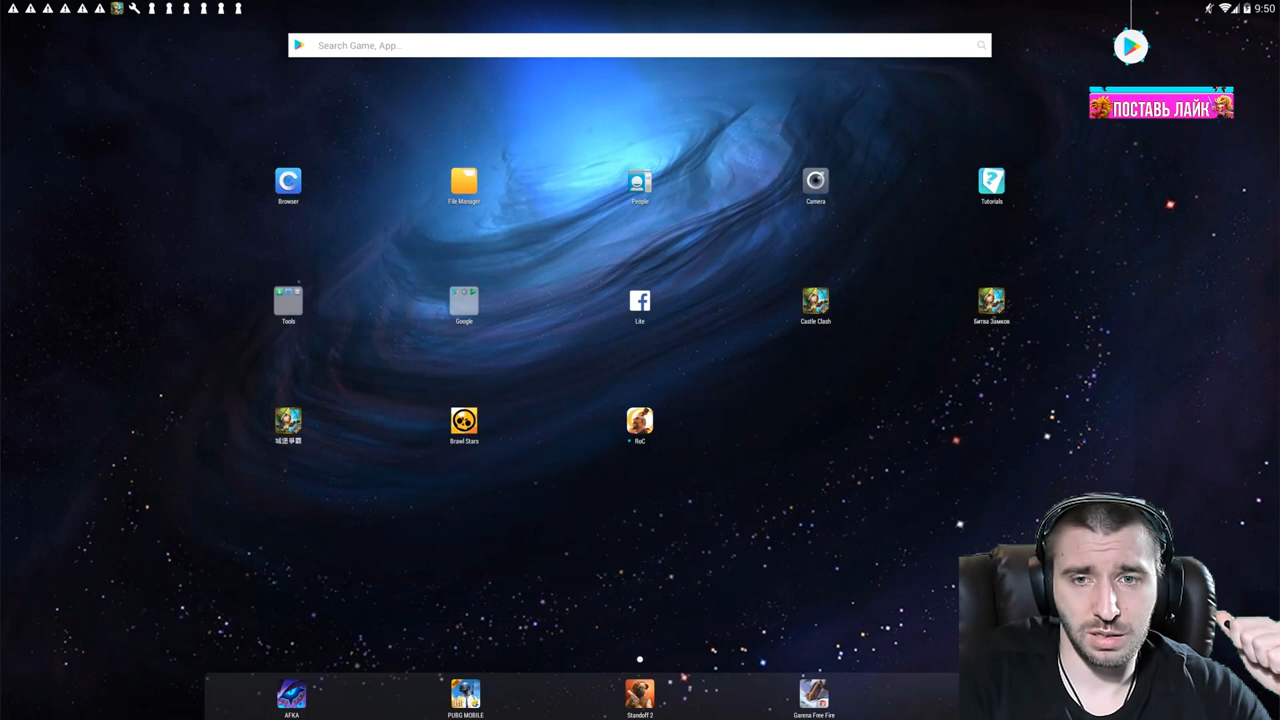 9:50
Search Game, App...
ПОСТАВЬ ЛАЙК
Browser
File Manager
People
Camera
Tutorials
Tools
Google
Lite
Castle Clash
Битва Замков
城堡爭霸
Brawl Stars
RoC
AFKA
PUBG MOBILE
Standoff 2
Garena Free Fire